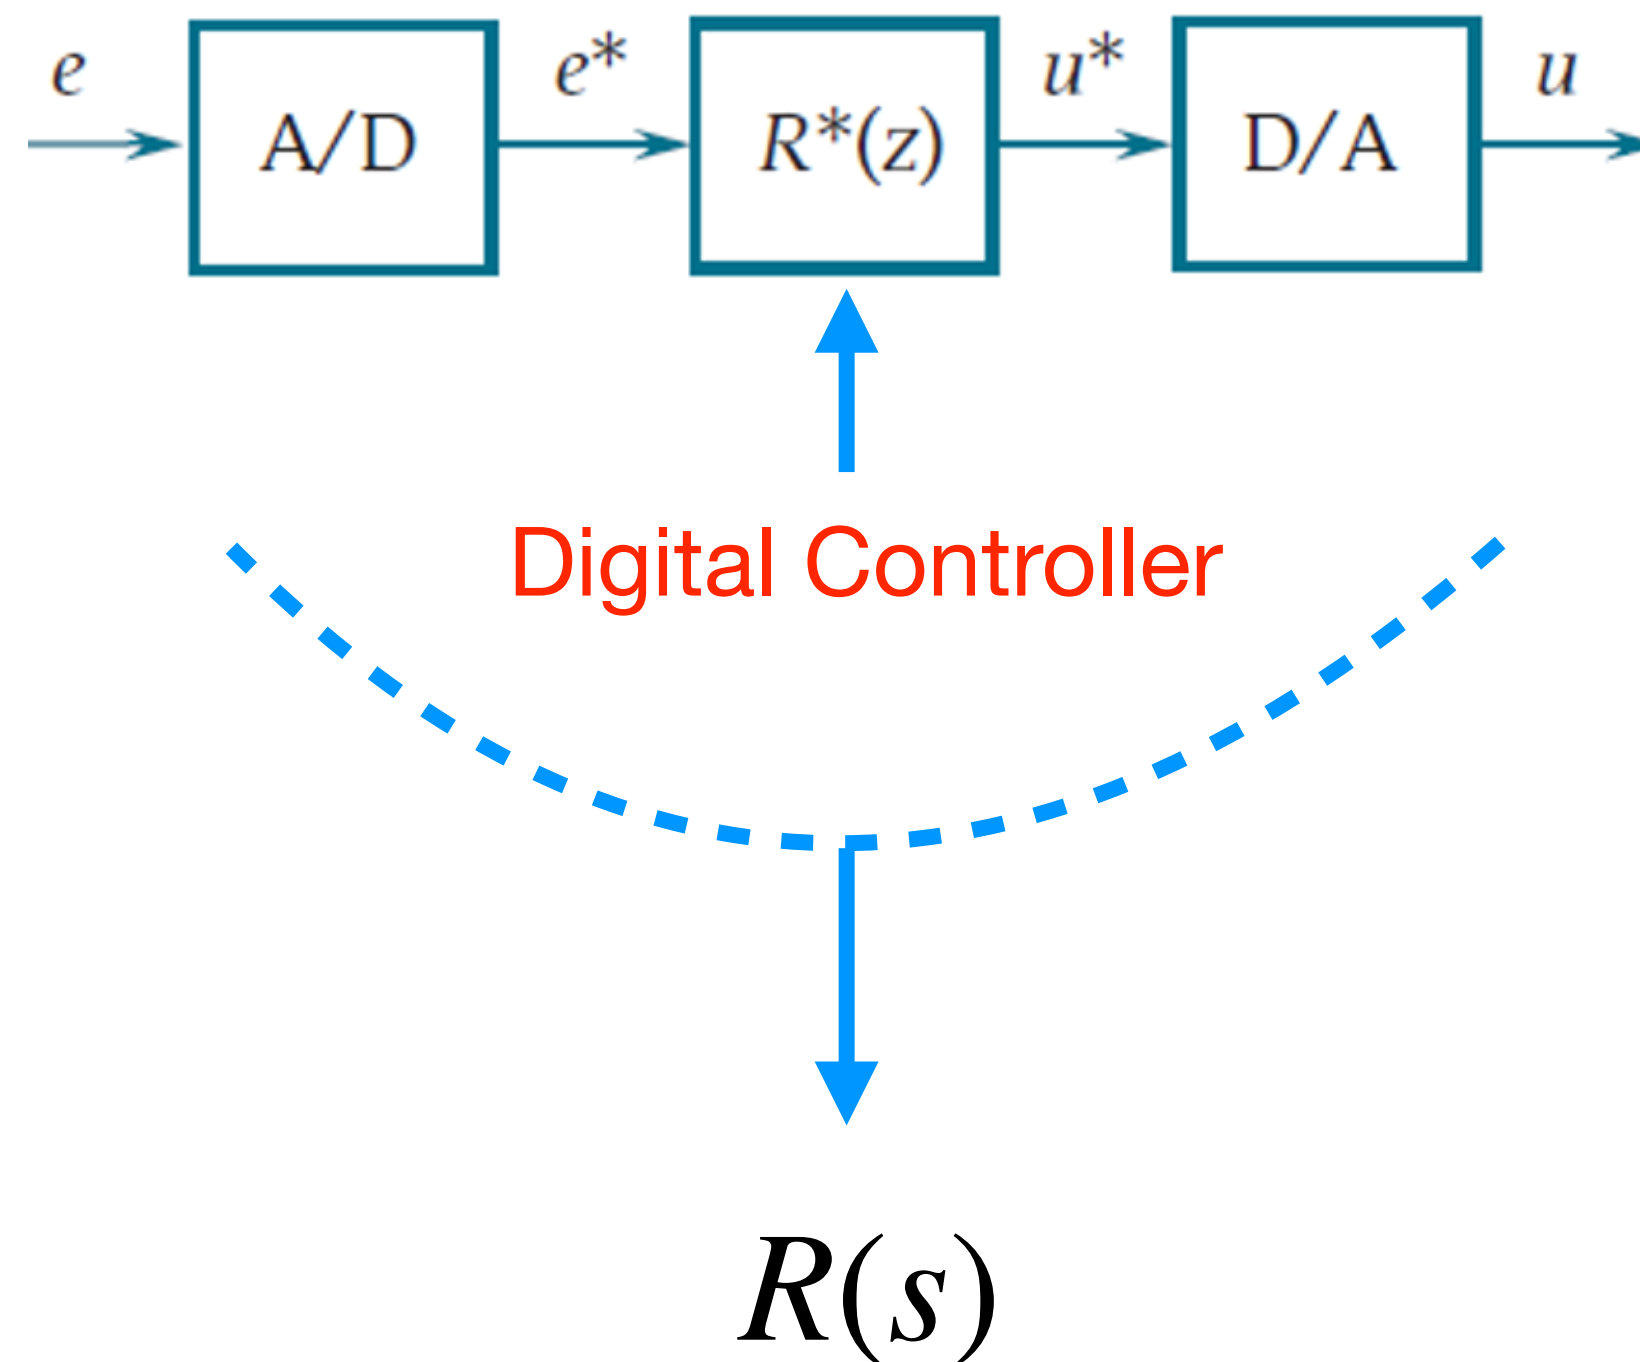 e e* u* u
A/D R*(z) D/A
Digital Controller
R(s)